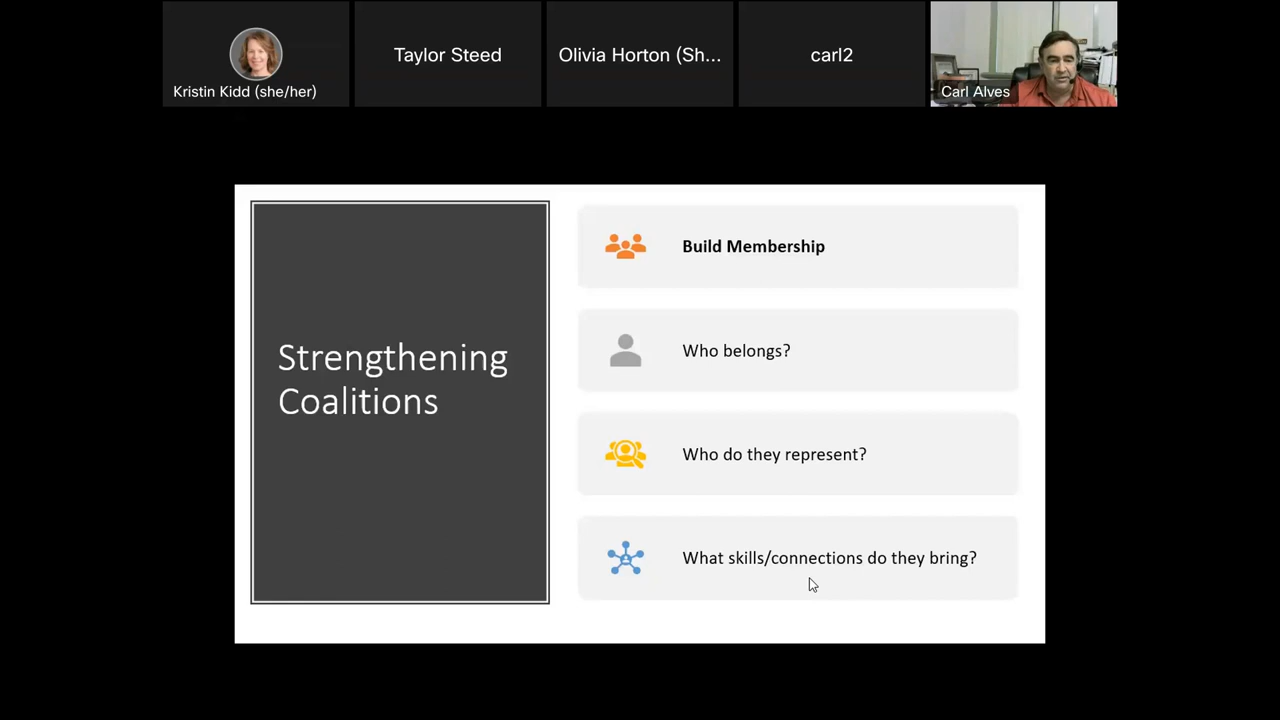 Kristin Kidd (she/her)
Taylor Steed
Olivia Horton (Sh...
carl2
Carl Alves
Strengthening
Coalitions
Build Membership
Who belongs?
Who do they represent?
What skills/connections do they bring?